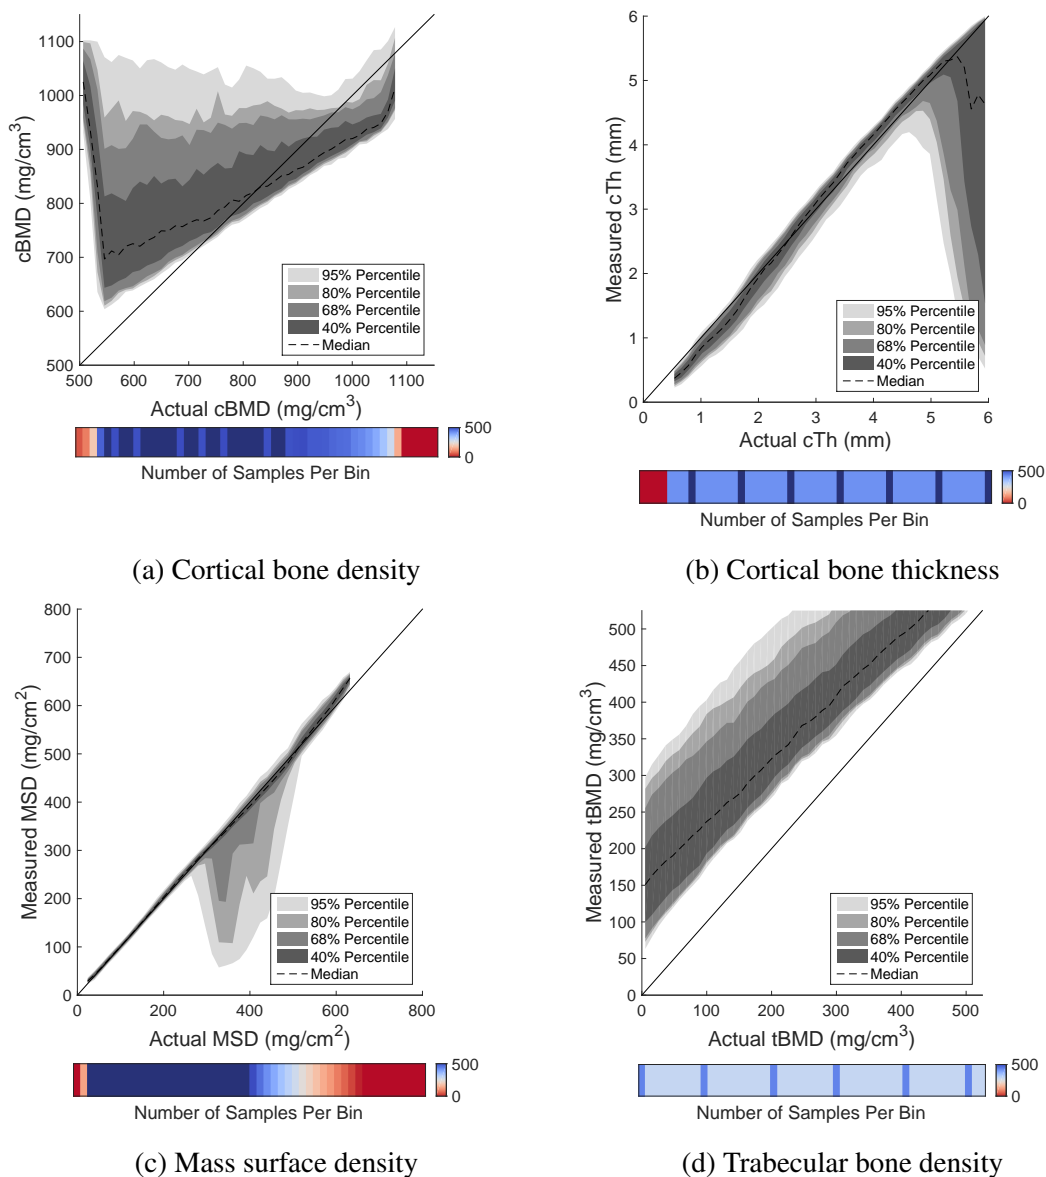 1100
1000
900
800
700
600
500
cBMD (mg/cm3)
95% Percentile
80% Percentile
68% Percentile
40% Percentile
Median
500 600 700 800 900 1000 1100
Actual cBMD (mg/cm3)
500
0
Number of Samples Per Bin
(a) Cortical bone density
6
5
4
3
2
1
0
Measured cTh (mm)
95% Percentile
80% Percentile
68% Percentile
40% Percentile
Median
0 1 2 3 4 5 6
Actual cTh (mm)
500
0
Number of Samples Per Bin
(b) Cortical bone thickness
800
700
600
500
400
300
200
100
0
Measured MSD (mg/cm2)
95% Percentile
80% Percentile
68% Percentile
40% Percentile
Median
0 200 400 600 800
Actual MSD (mg/cm2)
500
0
Number of Samples Per Bin
(c) Mass surface density
500
450
400
350
300
250
200
150
100
50
0
Measured tBMD (mg/cm3)
95% Percentile
80% Percentile
68% Percentile
40% Percentile
Median
0 100 200 300 400 500
Actual tBMD (mg/cm3)
500
0
Number of Samples Per Bin
(d) Trabecular bone density